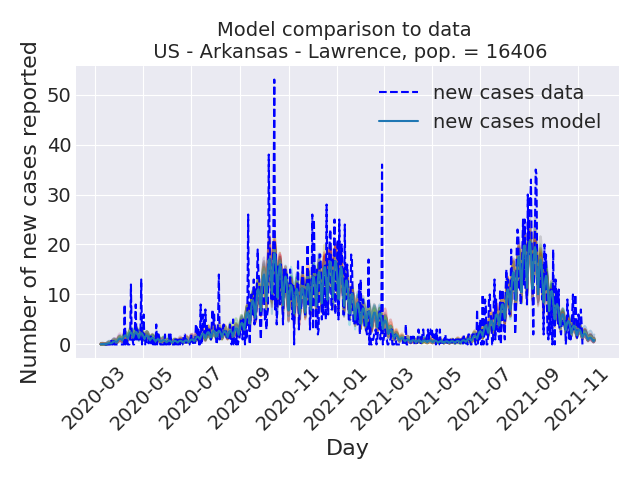 Model comparison to data
US - Arkansas - Lawrence, pop. = 16406
Number of new cases reported
50
40
30
20
10
0
new cases data
new cases model
2020-03
2020-05
2020-07
2020-09
2020-11
2021-01
2021-03
2021-05
2021-07
2021-09
2021-11
Day